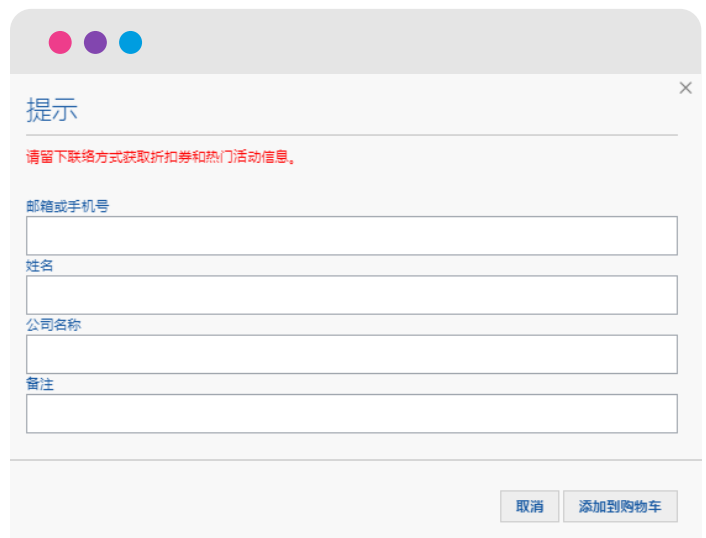 提示
请留下联络方式获取折扣券和热门活动信息。
邮箱或手机号
姓名
公司名称
备注
取消 添加到购物车